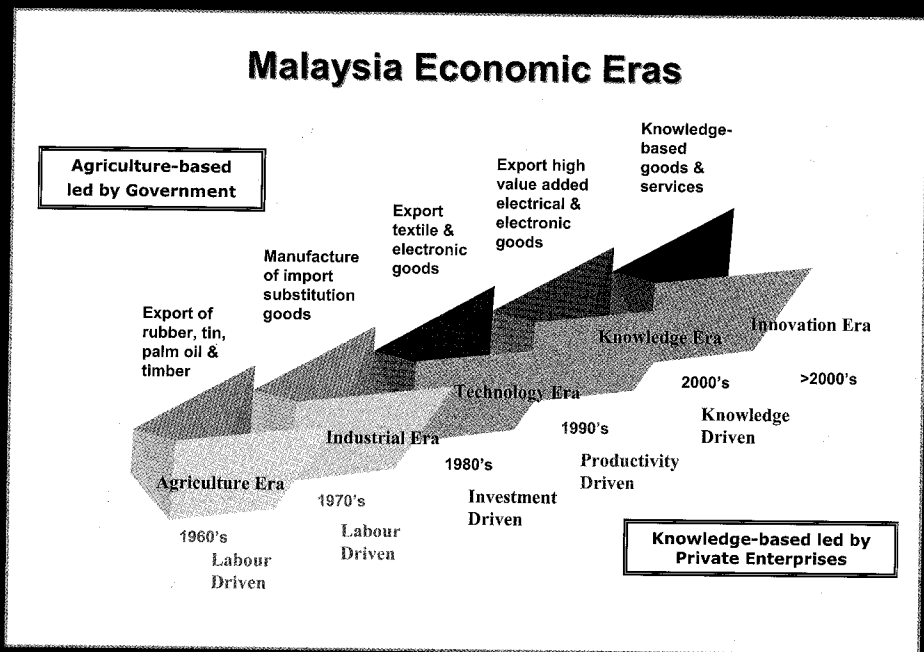 Malaysia Economic Eras
Agriculture-based
led by Government
Export of
rubber, tin,
palm oil &
timber
Manufacture
of import
substitution
goods
Export
textile &
electronic
goods
Export high
value added
electrical &
electronic
goods
Knowledge-
based
goods &
services
Agriculture Era
Industrial Era
Technology Era
Knowledge Era
Innovation Era
1960's
Labour
Driven
1970's
Labour
Driven
1980's
Investment
Driven
1990's
Productivity
Driven
2000's
Knowledge
Driven
>2000's
Knowledge-based led by
Private Enterprises